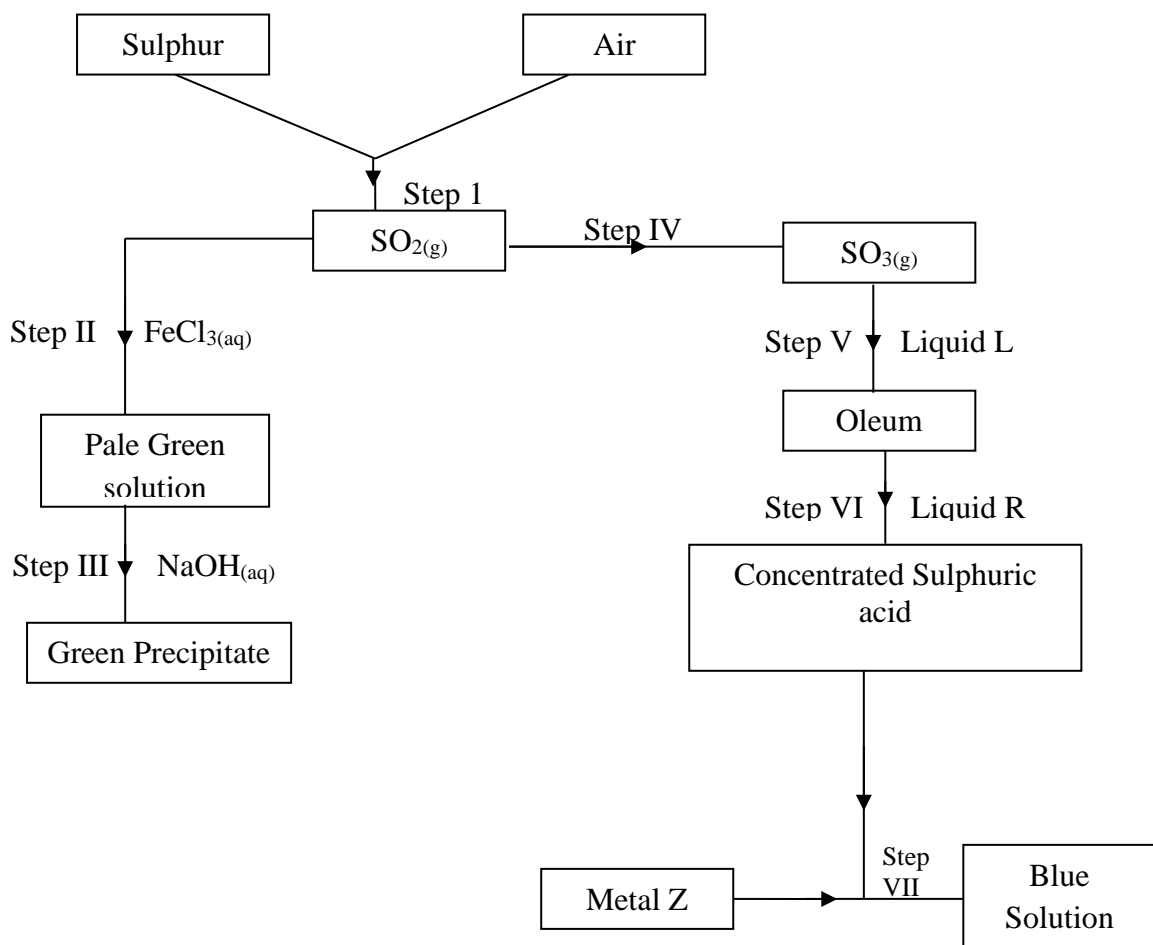 Sulphur
Air
Step 1
SO₂(g)
Step IV
SO₃(g)
Step II
FeCl₃(aq)
Step V
Liquid L
Pale Green
solution
Oleum
Step VI
Liquid R
Step III
NaOH(aq)
Concentrated Sulphuric
acid
Green Precipitate
Step
VII
Metal Z
Blue
Solution